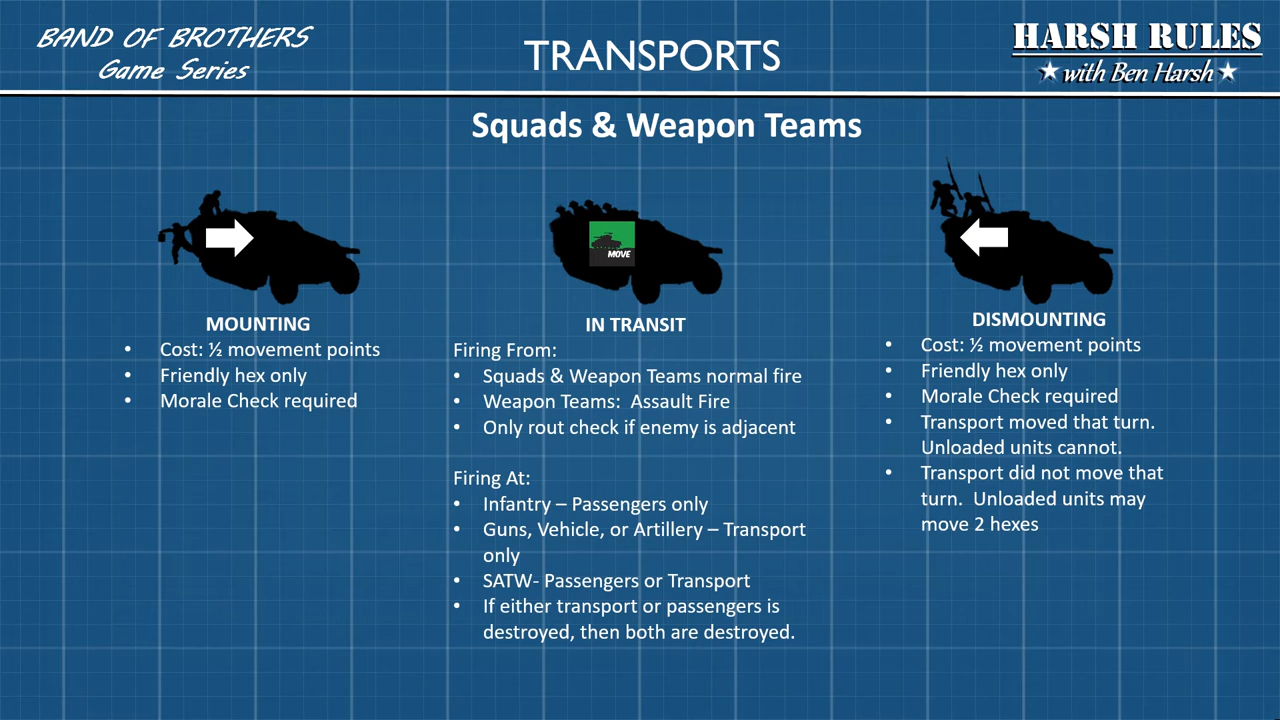 BAND OF BROTHERS
Game Series
TRANSPORTS
HARSH RULES
with Ben Harsh
Squads & Weapon Teams
MOUNTING
• Cost: ½ movement points
• Friendly hex only
• Morale Check required
MOVE
IN TRANSIT
Firing From:
• Squads & Weapon Teams normal fire
• Weapon Teams: Assault Fire
• Only rout check if enemy is adjacent
Firing At:
• Infantry – Passengers only
• Guns, Vehicle, or Artillery – Transport
only
• SATW- Passengers or Transport
• If either transport or passengers is
destroyed, then both are destroyed.
DISMOUNTING
• Cost: ½ movement points
• Friendly hex only
• Morale Check required
• Transport moved that turn.
Unloaded units cannot.
• Transport did not move that
turn. Unloaded units may
move 2 hexes